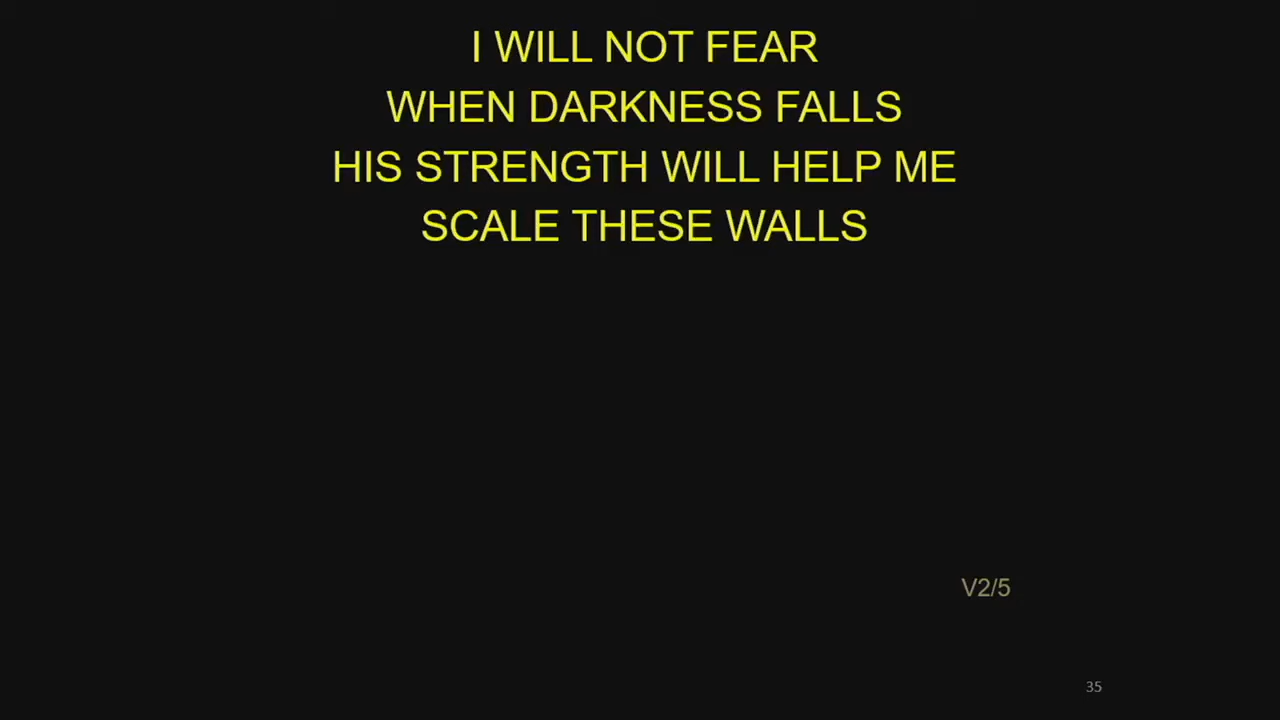 I WILL NOT FEAR
WHEN DARKNESS FALLS
HIS STRENGTH WILL HELP ME
SCALE THESE WALLS
V2/5
35